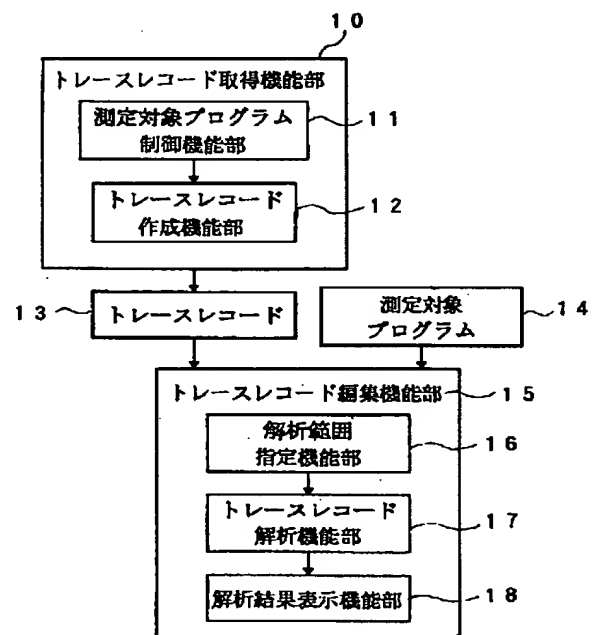 10
トレースレコード取得機能部
測定対象プログラム
制御機能部
11
トレースレコード
作成機能部
12
13
トレースレコード
測定対象
プログラム
14
トレースレコード編集機能部
15
解析範囲
指定機能部
16
トレースレコード
解析機能部
17
解析結果表示機能部
18